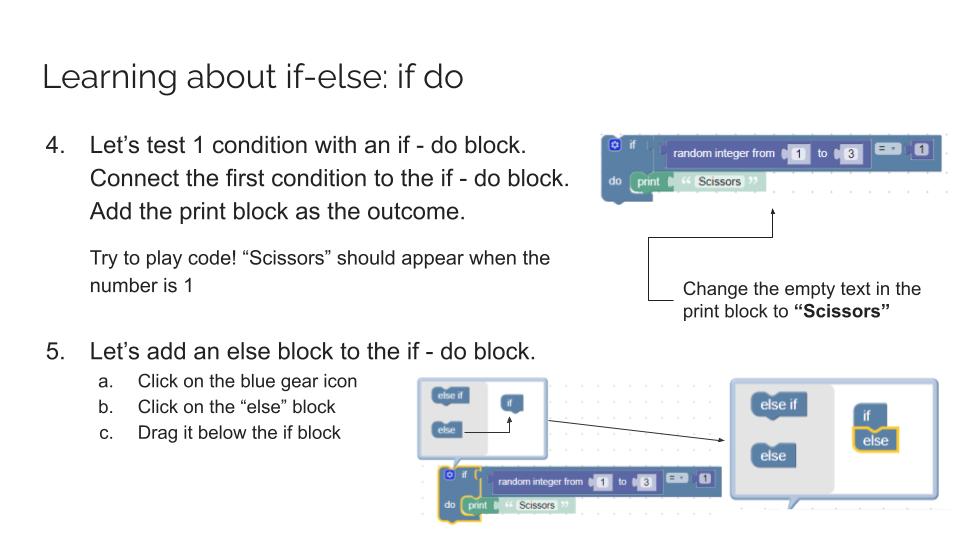 Learning about if-else: if do
4. Let’s test 1 condition with an if - do block.
Connect the first condition to the if - do block.
Add the print block as the outcome.
Try to play code! “Scissors” should appear when the
number is 1
if random integer from 1 to 3 = 1
do print “ Scissors ”
Change the empty text in the
print block to “Scissors”
5. Let’s add an else block to the if - do block.
a. Click on the blue gear icon
b. Click on the “else” block
c. Drag it below the if block
else if
if
else
if random integer from 1 to 3 = 1
do print “ Scissors ”
else if
if
else
else